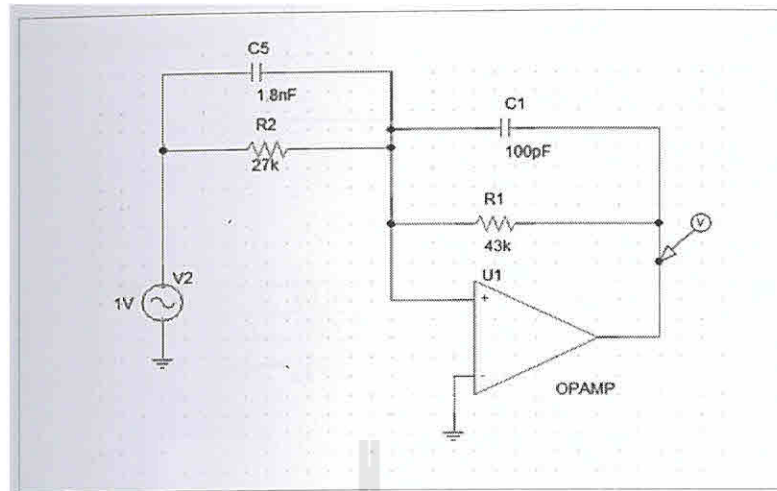 C5
1.8nF
R2
27k
C1
100pF
R1
43k
V
U1
V2
1V
+
-
OPAMP